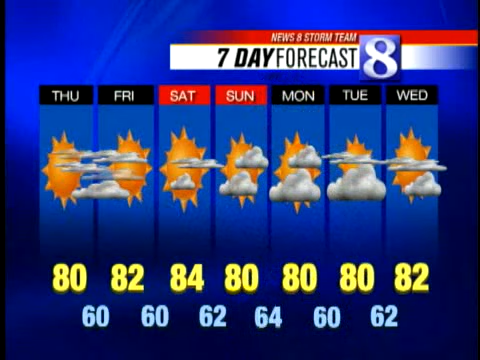 NEWS 8 STORM TEAM
7 DAY FORECAST 8
THU FRI SAT SUN MON TUE WED
80 82 84 80 80 80 82
60 60 62 64 60 62